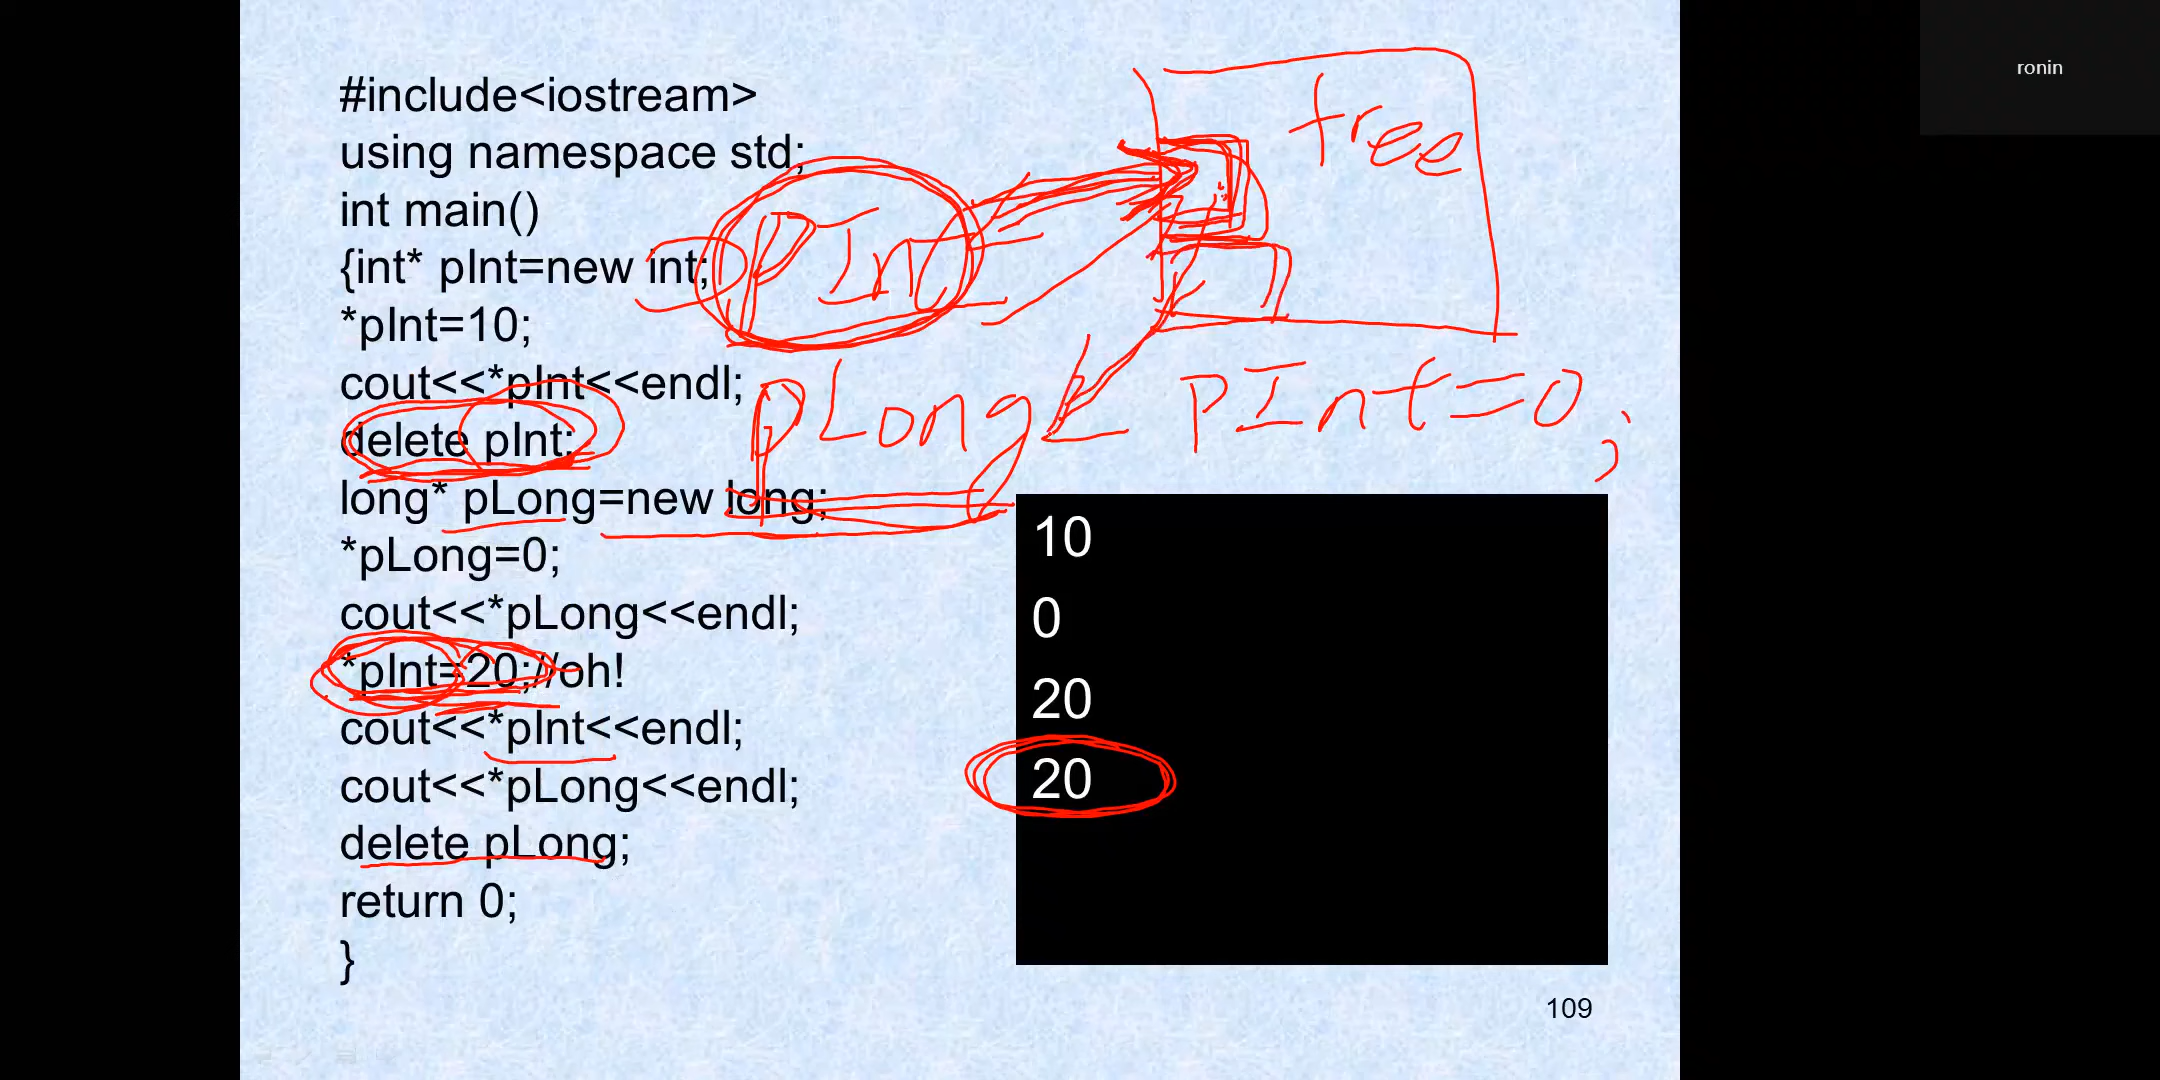 #include<iostream>
using namespace std;
int main()
{int* pInt=new int;
*pInt=10;
cout<<*pInt<<endl;
delete pInt;
long* pLong=new long;
*pLong=0;
cout<<*pLong<<endl;
*pInt=20;//oh!
cout<<*pInt<<endl;
cout<<*pLong<<endl;
delete pLong;
return 0;
}
PInt
free
pLong
PInt=0;
10
0
20
20
109
ronin